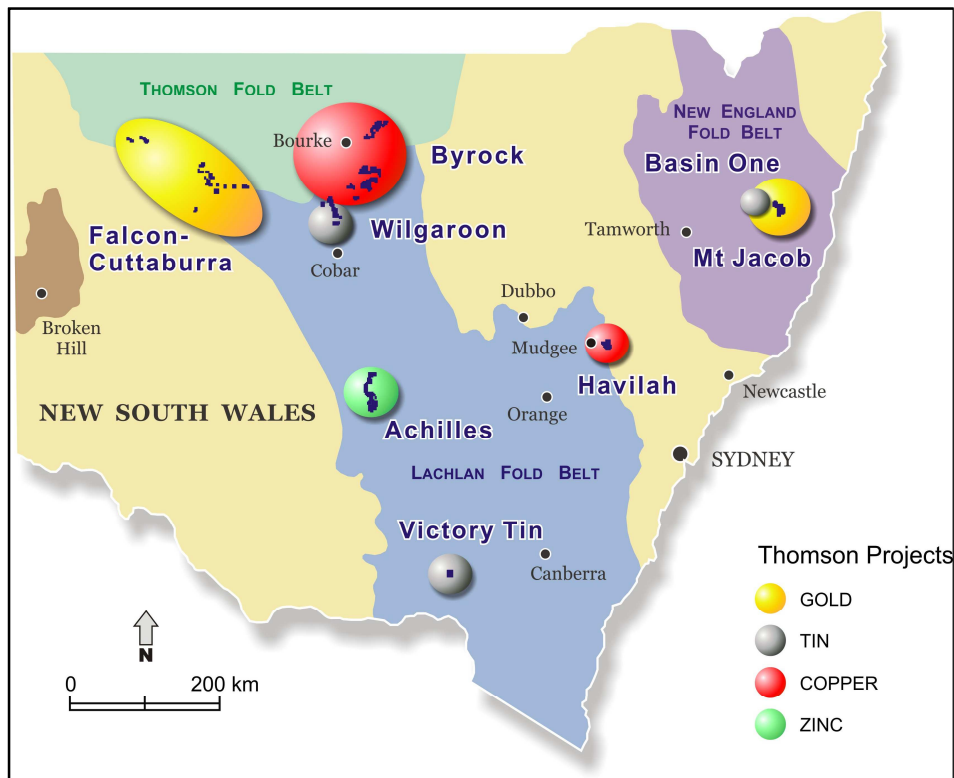 THOMSON FOLD BELT
NEW ENGLAND
FOLD BELT
Bourke
Byrock
Basin One
Falcon-
Cuttaburra
Wilgaroon
Tamworth
Mt Jacob
Cobar
Dubbo
Broken
Hill
Mudgee
Havilah
Newcastle
NEW SOUTH WALES
Orange
Achilles
SYDNEY
LACHLAN FOLD BELT
Victory Tin
Canberra
Thomson Projects
GOLD
TIN
COPPER
ZINC
N
0 200 km